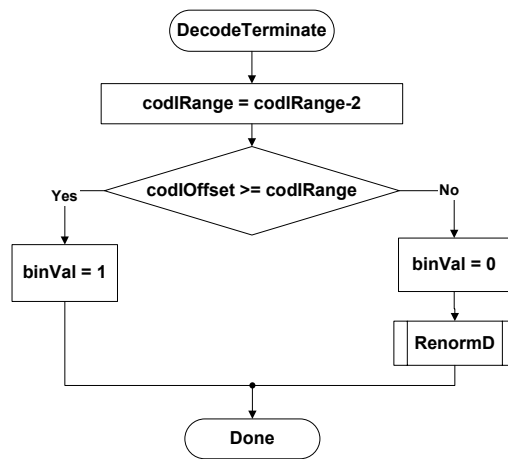 DecodeTerminate
codIRange = codIRange-2
codIOffset >= codIRange
Yes
No
binVal = 1
binVal = 0
RenormD
Done